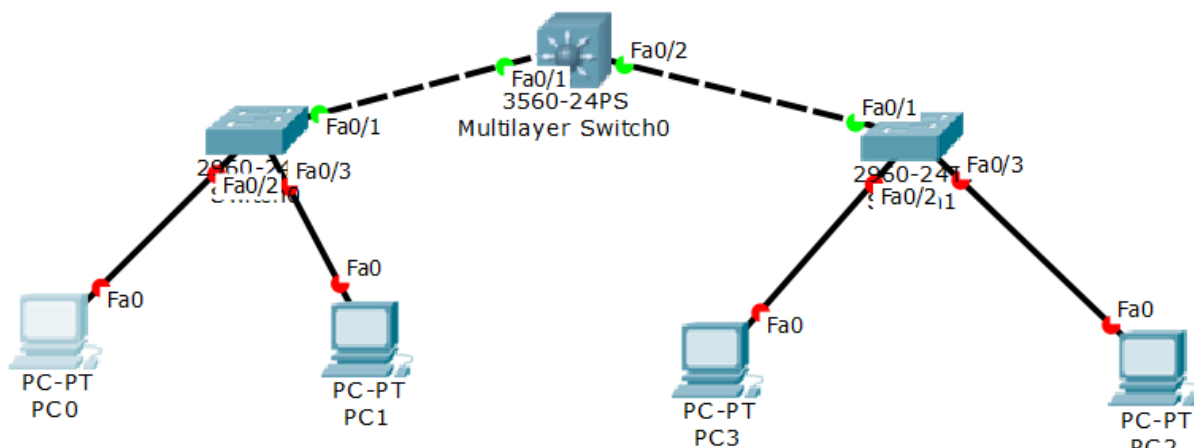 Fa0/2
Fa0/1
3560-24PS
Multilayer Switch0
Fa0/1
Fa0/1
Fa0/3
Fa0/2
Fa0/3
Fa0/2
Fa0
Fa0
Fa0
Fa0
PC-PT
PC0
PC-PT
PC1
PC-PT
PC3
PC-PT